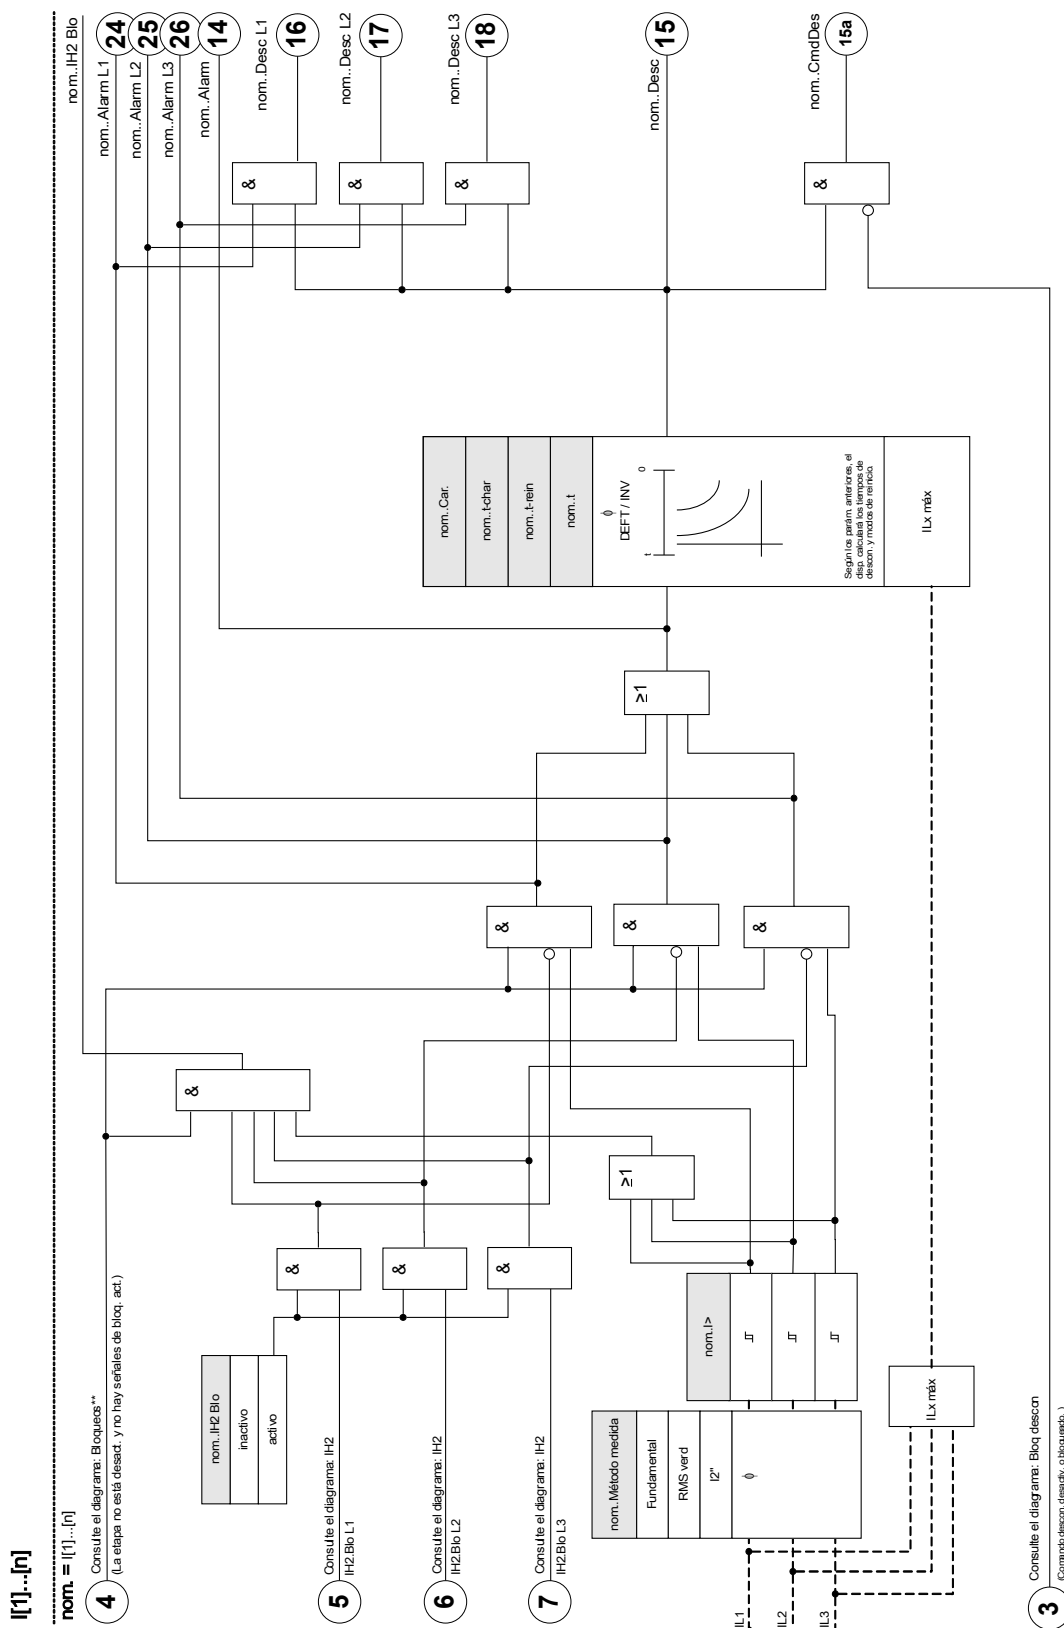 I[1]...[n]
nom. = I[1]...[n]
4
Consulte el diagrama: Bloqueos**
(La etapa no está desact. y no hay señales de bloq. act.)
nom..IH2 Blo
inactivo
activo
5
Consulte el diagrama: IH2
IH2.Blo L1
6
Consulte el diagrama: IH2
IH2.Blo L2
7
Consulte el diagrama: IH2
IH2.Blo L3
nom..Método medida
Fundamental
RMS verd
I2"
ϕ
IL1
IL2
IL3
nom..I>
ILx máx
3
Consulte el diagrama: Bloq descon
(Comando descon. desactiv. o bloqueado. )
&
&
&
&
≥1
&
&
&
≥1
nom..Car.
nom..t-char
nom..t-rein
nom..t
ϕ
DEFT / INV
t
0
Según los parám. anteriores, el
disp. calculará los tiempos de
descon. y modos de reinicio.
ILx máx
&
&
&
&
nom..IH2 Blo
nom..Alarm L1
24
nom..Alarm L2
25
nom..Alarm L3
26
nom..Alarm
14
nom..Desc L1
16
nom..Desc L2
17
nom..Desc L3
18
nom..Desc
15
nom..CmdDes
15a